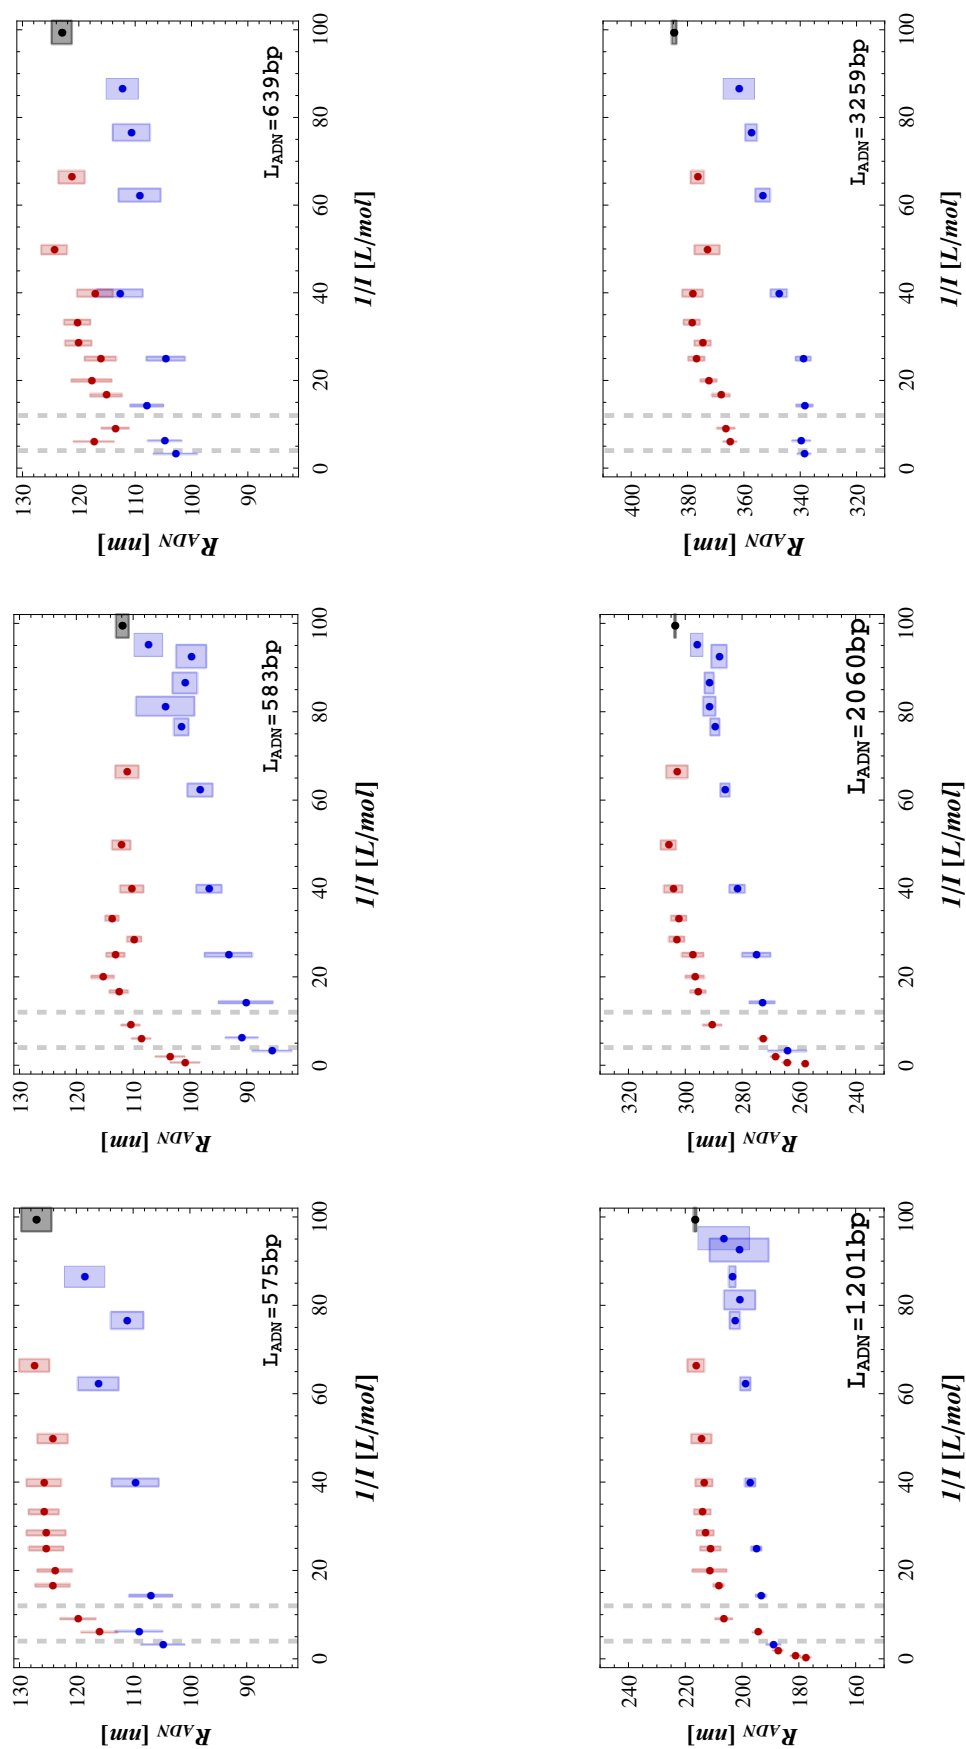 R_ADN [nm]
130
120
110
100
90
L_ADN=575bp
0 20 40 60 80 100
1/I [L/mol]
R_ADN [nm]
130
120
110
100
90
L_ADN=583bp
0 20 40 60 80 100
1/I [L/mol]
R_ADN [nm]
130
120
110
100
90
L_ADN=639bp
0 20 40 60 80 100
1/I [L/mol]
R_ADN [nm]
240
220
200
180
160
L_ADN=1201bp
0 20 40 60 80 100
1/I [L/mol]
R_ADN [nm]
320
300
280
260
240
L_ADN=2060bp
0 20 40 60 80 100
1/I [L/mol]
R_ADN [nm]
400
380
360
340
320
L_ADN=3259bp
0 20 40 60 80 100
1/I [L/mol]